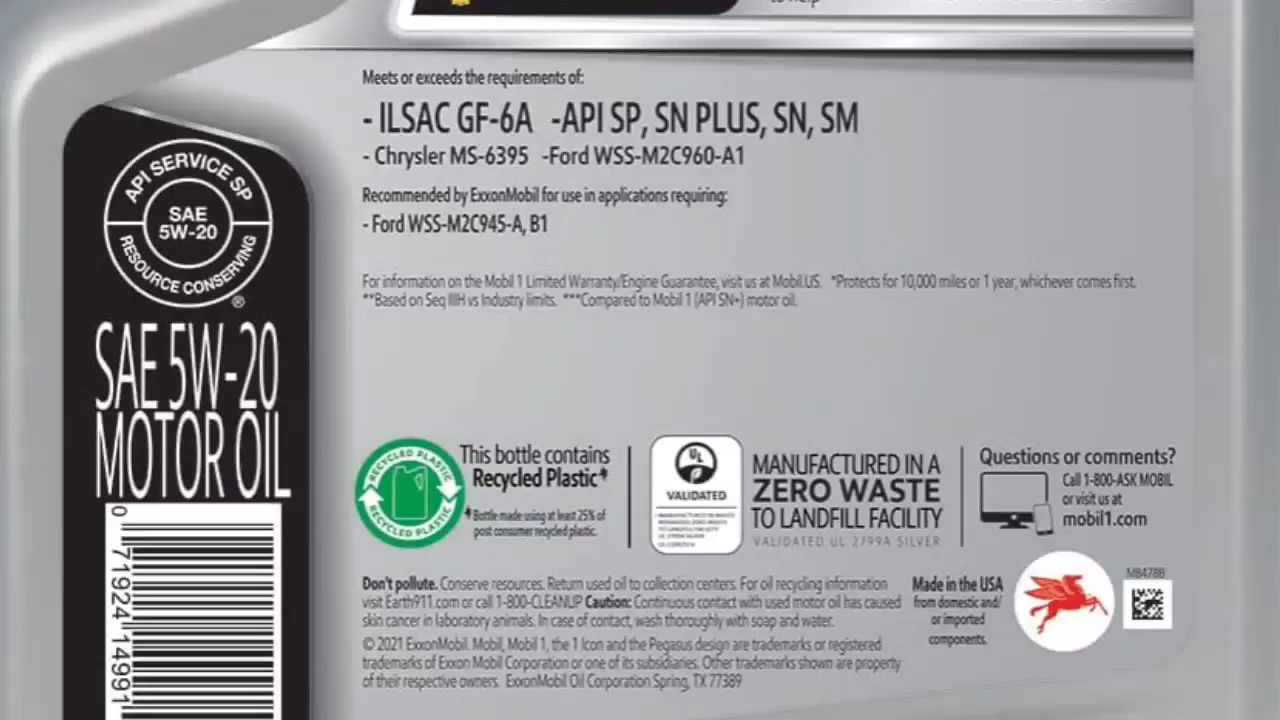 to help
Meets or exceeds the requirements of:
- ILSAC GF-6A -API SP, SN PLUS, SN, SM
- Chrysler MS-6395 -Ford WSS-M2C960-A1
Recommended by ExxonMobil for use in applications requiring:
- Ford WSS-M2C945-A, B1
For information on the Mobil 1 Limited Warranty/Engine Guarantee, visit us at Mobil.US. *Protects for 10,000 miles or 1 year, whichever comes first.
**Based on Seq IIIH vs Industry limits. ***Compared to Mobil 1 (API SN+) motor oil.
API SERVICE SP
SAE
5W-20
RESOURCE CONSERVING
®
SAE 5W-20
MOTOR OIL
0 71924 14991
RECYCLED PLASTIC
RECYCLED PLASTIC
This bottle contains
Recycled Plastic
Bottle made using at least 25% of
post consumer recycled plastic.
UL
VALIDATED
MANUFACTURED IN A
ZERO WASTE
TO LANDFILL FACILITY
VALIDATED UL 2799A SILVER
Questions or comments?
Call 1-800-ASK MOBIL
or visit us at
mobil1.com
Don't pollute. Conserve resources. Return used oil to collection centers. For oil recycling information
visit Earth911.com or call 1-800-CLEANUP Caution: Continuous contact with used motor oil has caused
skin cancer in laboratory animals. In case of contact, wash thoroughly with soap and water.
© 2021 ExxonMobil. Mobil, Mobil 1, the 1 Icon and the Pegasus design are trademarks or registered
trademarks of Exxon Mobil Corporation or one of its subsidiaries. Other trademarks shown are property
of their respective owners. ExxonMobil Oil Corporation Spring, TX 77389
Made in the USA
from domestic and/
or imported
components.
M8478B